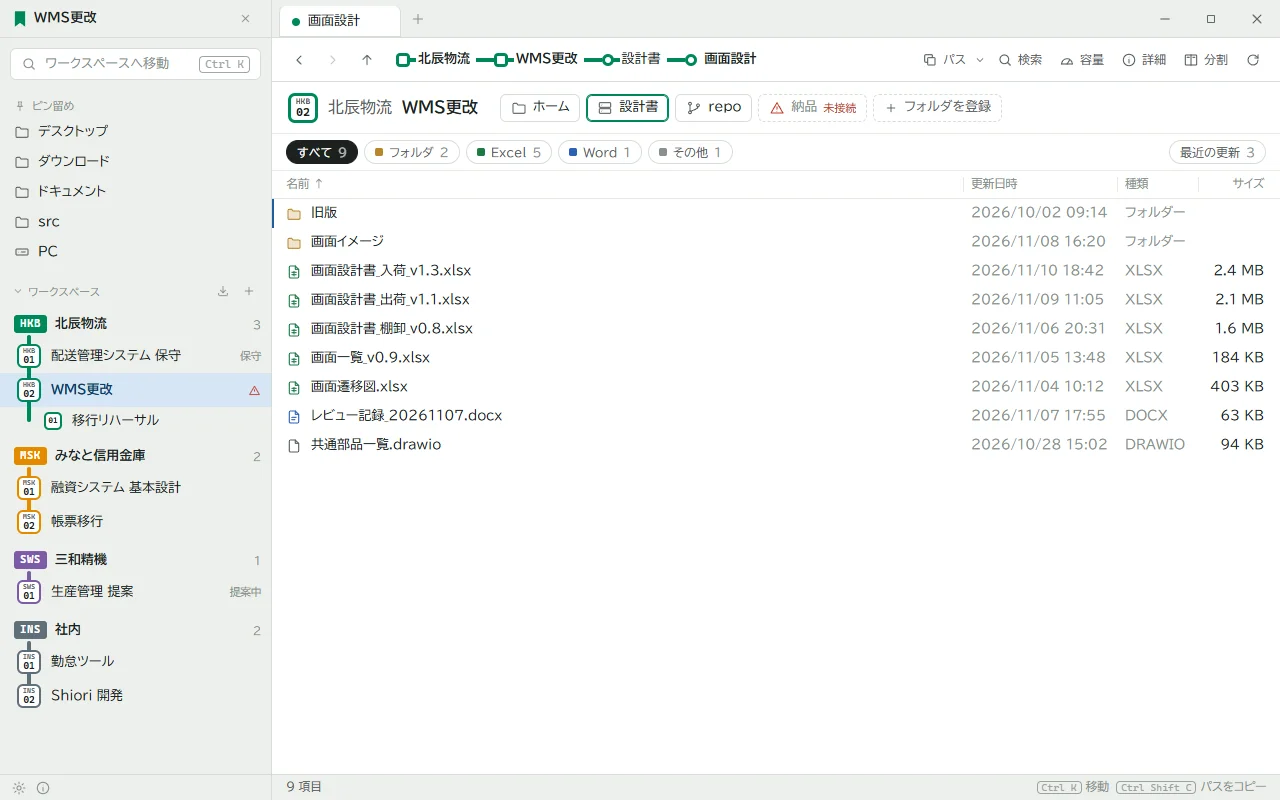 WMS更改
画面設計
ワークスペースへ移動 Ctrl K
北辰物流 WMS更改 設計書 画面設計
パス 検索 容量 詳細 分割
HKB 02 北辰物流 WMS更改 ホーム 設計書 repo 納品 未接続 フォルダを登録
ピン留め
デスクトップ
ダウンロード
ドキュメント
src
PC
ワークスペース
HKB 北辰物流 3
HKB 01 配送管理システム 保守 保守
HKB 02 WMS更改
01 移行リハーサル
MSK みなと信用金庫 2
MSK 01 融資システム 基本設計
MSK 02 帳票移行
SWS 三和精機 1
SWS 01 生産管理 提案 提案中
INS 社内 2
INS 01 勤怠ツール
INS 02 Shiori 開発
すべて 9 フォルダ 2 Excel 5 Word 1 その他 1 最近の更新 3
名前 ↑ 更新日時 種類 サイズ
旧版 2026/10/02 09:14 フォルダー
画面イメージ 2026/11/08 16:20 フォルダー
画面設計書_入荷_v1.3.xlsx 2026/11/10 18:42 XLSX 2.4 MB
画面設計書_出荷_v1.1.xlsx 2026/11/09 11:05 XLSX 2.1 MB
画面設計書_棚卸_v0.8.xlsx 2026/11/06 20:31 XLSX 1.6 MB
画面一覧_v0.9.xlsx 2026/11/05 13:48 XLSX 184 KB
画面遷移図.xlsx 2026/11/04 10:12 XLSX 403 KB
レビュー記録_20261107.docx 2026/11/07 17:55 DOCX 63 KB
共通部品一覧.drawio 2026/10/28 15:02 DRAWIO 94 KB
9 項目
Ctrl K 移動 Ctrl Shift C パスをコピー